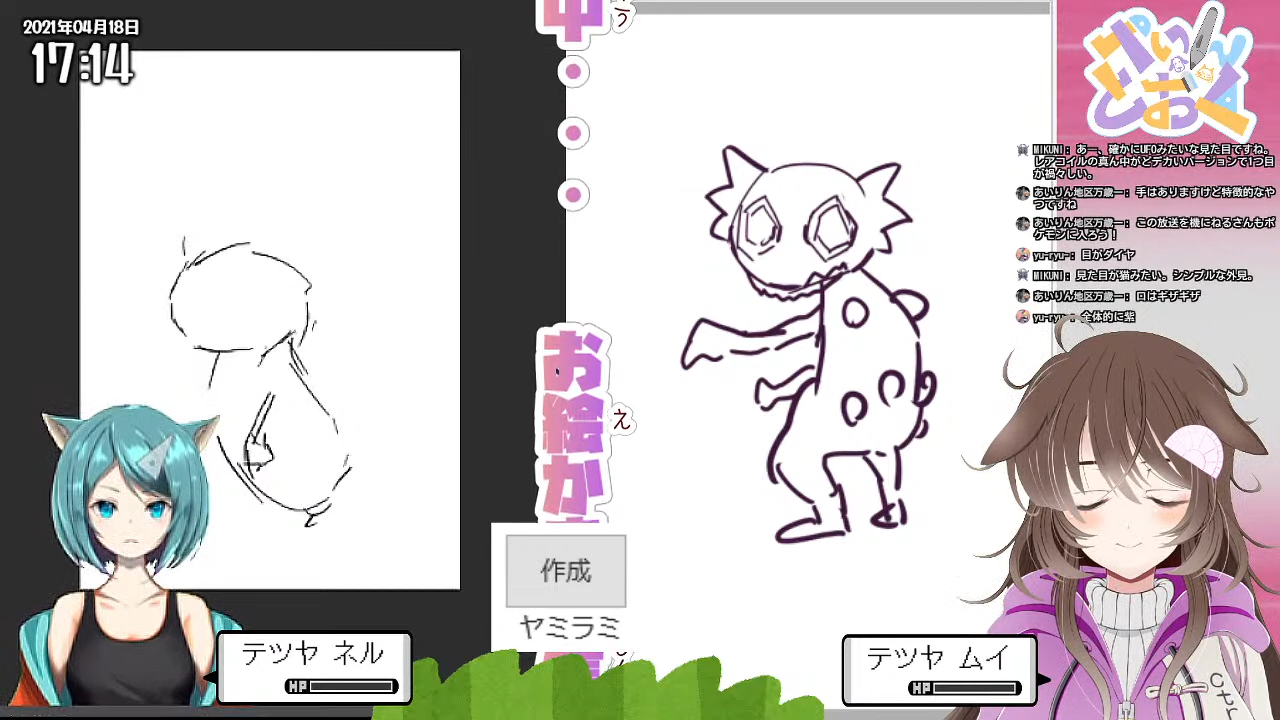 2021年04月18日
17:14
中
う
お絵か
え
作成
ヤミラミ
テツヤ ネル
HP
テツヤ ムイ
HP
MIKUNI: あー、確かにUFOみたいな見た目ですね。
レアコイルの真ん中がどデカいバージョンで1つ目
が禍々しい。
あいりん地区万歳一: 手はありますけど特徴的なや
つですね
あいりん地区万歳一: この放送を機にねるさんもポ
ケモンに入ろう!
yu-ryu-: 目がダイヤ
MIKUNI: 見た目が猫みたい。シンプルな外見。
あいりん地区万歳一: 口はギザギザ
yu-ryu-: 全体的に紫